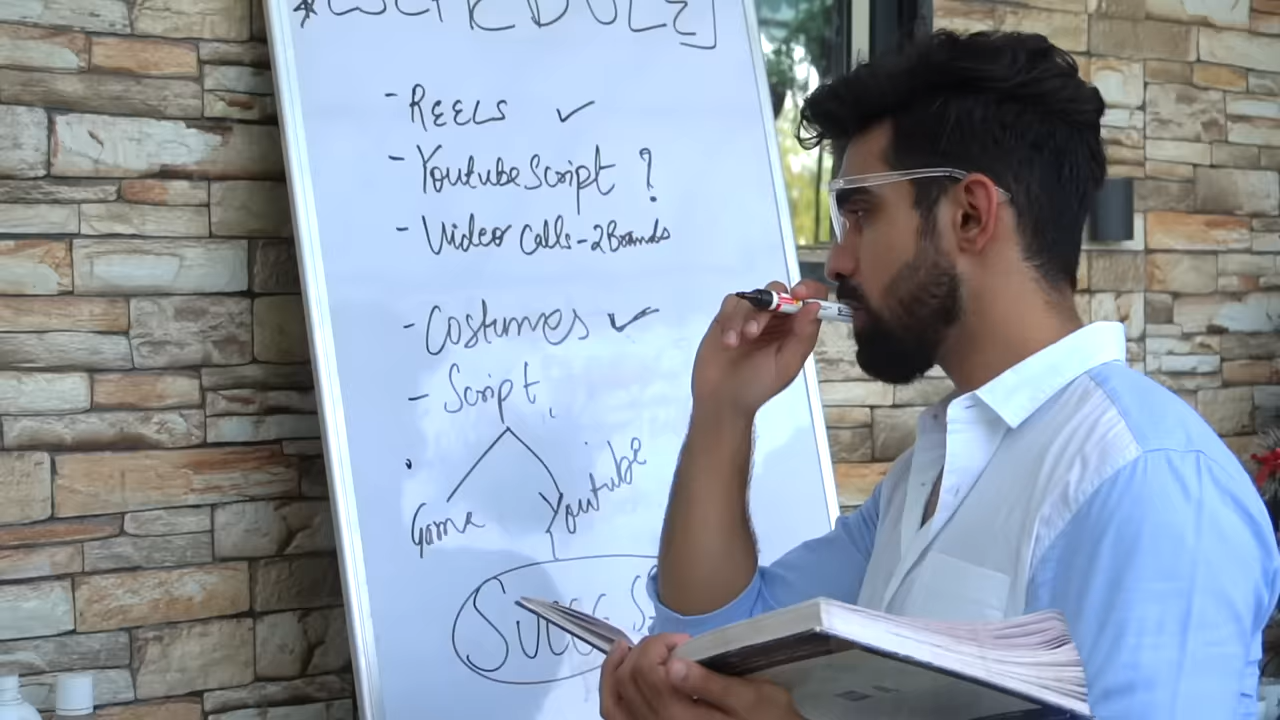 - REELS ✓
- Youtube Script ?
- Video Calls - 2 Brands
- Costumes ✓
- Script
Game
Youtube